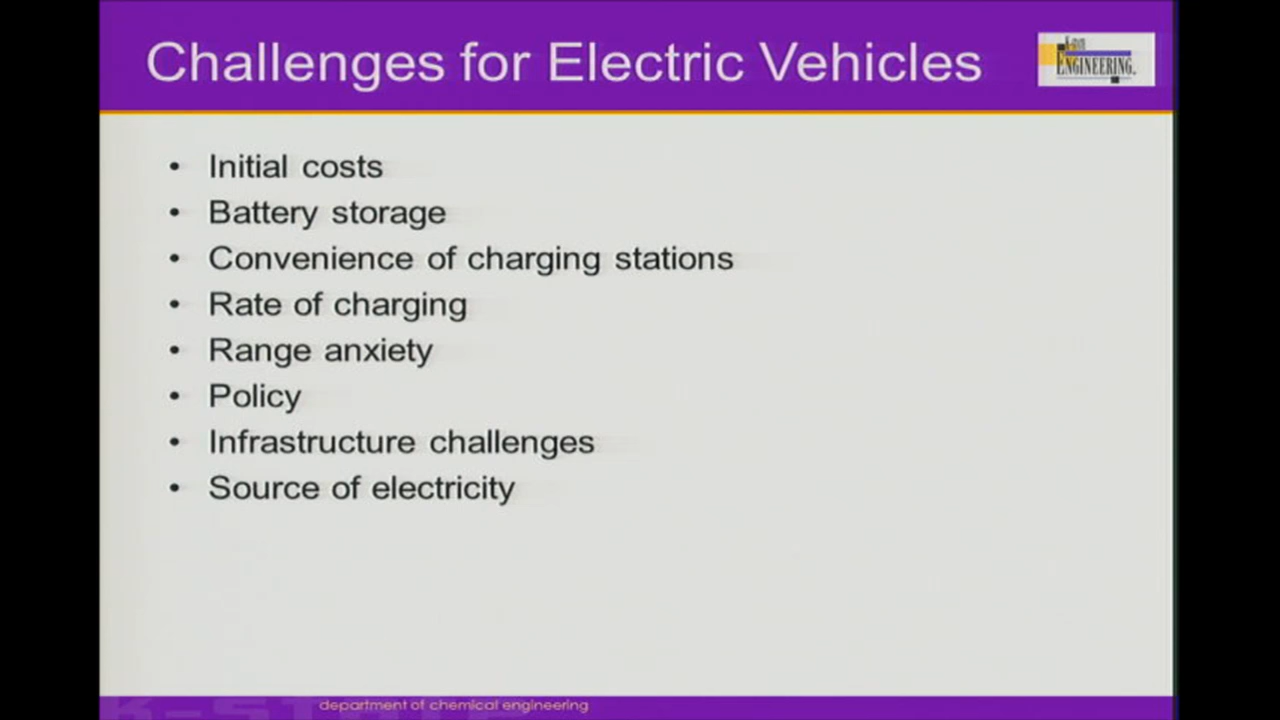 Challenges for Electric Vehicles
I am
ENGINEERING.
• Initial costs
• Battery storage
• Convenience of charging stations
• Rate of charging
• Range anxiety
• Policy
• Infrastructure challenges
• Source of electricity
department of chemical engineering